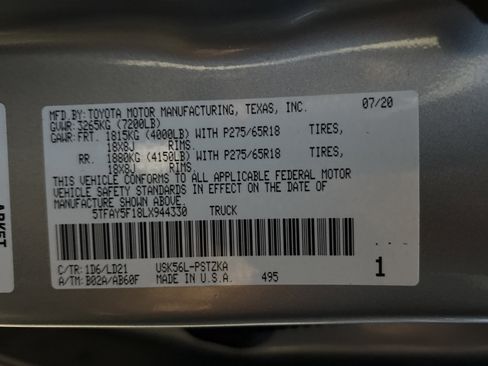 MFD.BY: TOYOTA MOTOR MANUFACTURING, TEXAS, INC. 07/20
GVWR: 3265KG (7200LB)
GAWR: FRT. 1815KG (4000LB) WITH P275/65R18 TIRES,
18X8J RIMS.
RR. 1880KG (4150LB) WITH P275/65R18 TIRES,
18X8J RIMS
THIS VEHICLE CONFORMS TO ALL APPLICABLE FEDERAL MOTOR
VEHICLE SAFETY STANDARDS IN EFFECT ON THE DATE OF
MANUFACTURE SHOWN ABOVE.
5TFAY5F18LX944330 TRUCK
C/TR: 1D6/LD21 USK56L-PSTZKA 1
A/TM: B02A/AB60F MADE IN U.S.A. 495